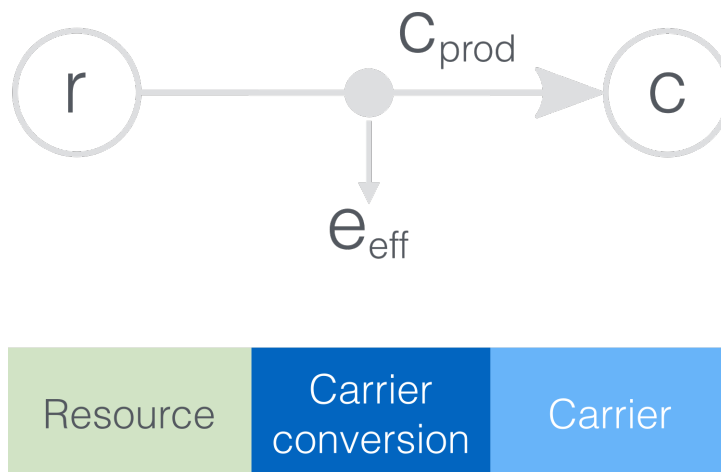 r
c_prod
c
e_eff
Resource
Carrier
conversion
Carrier